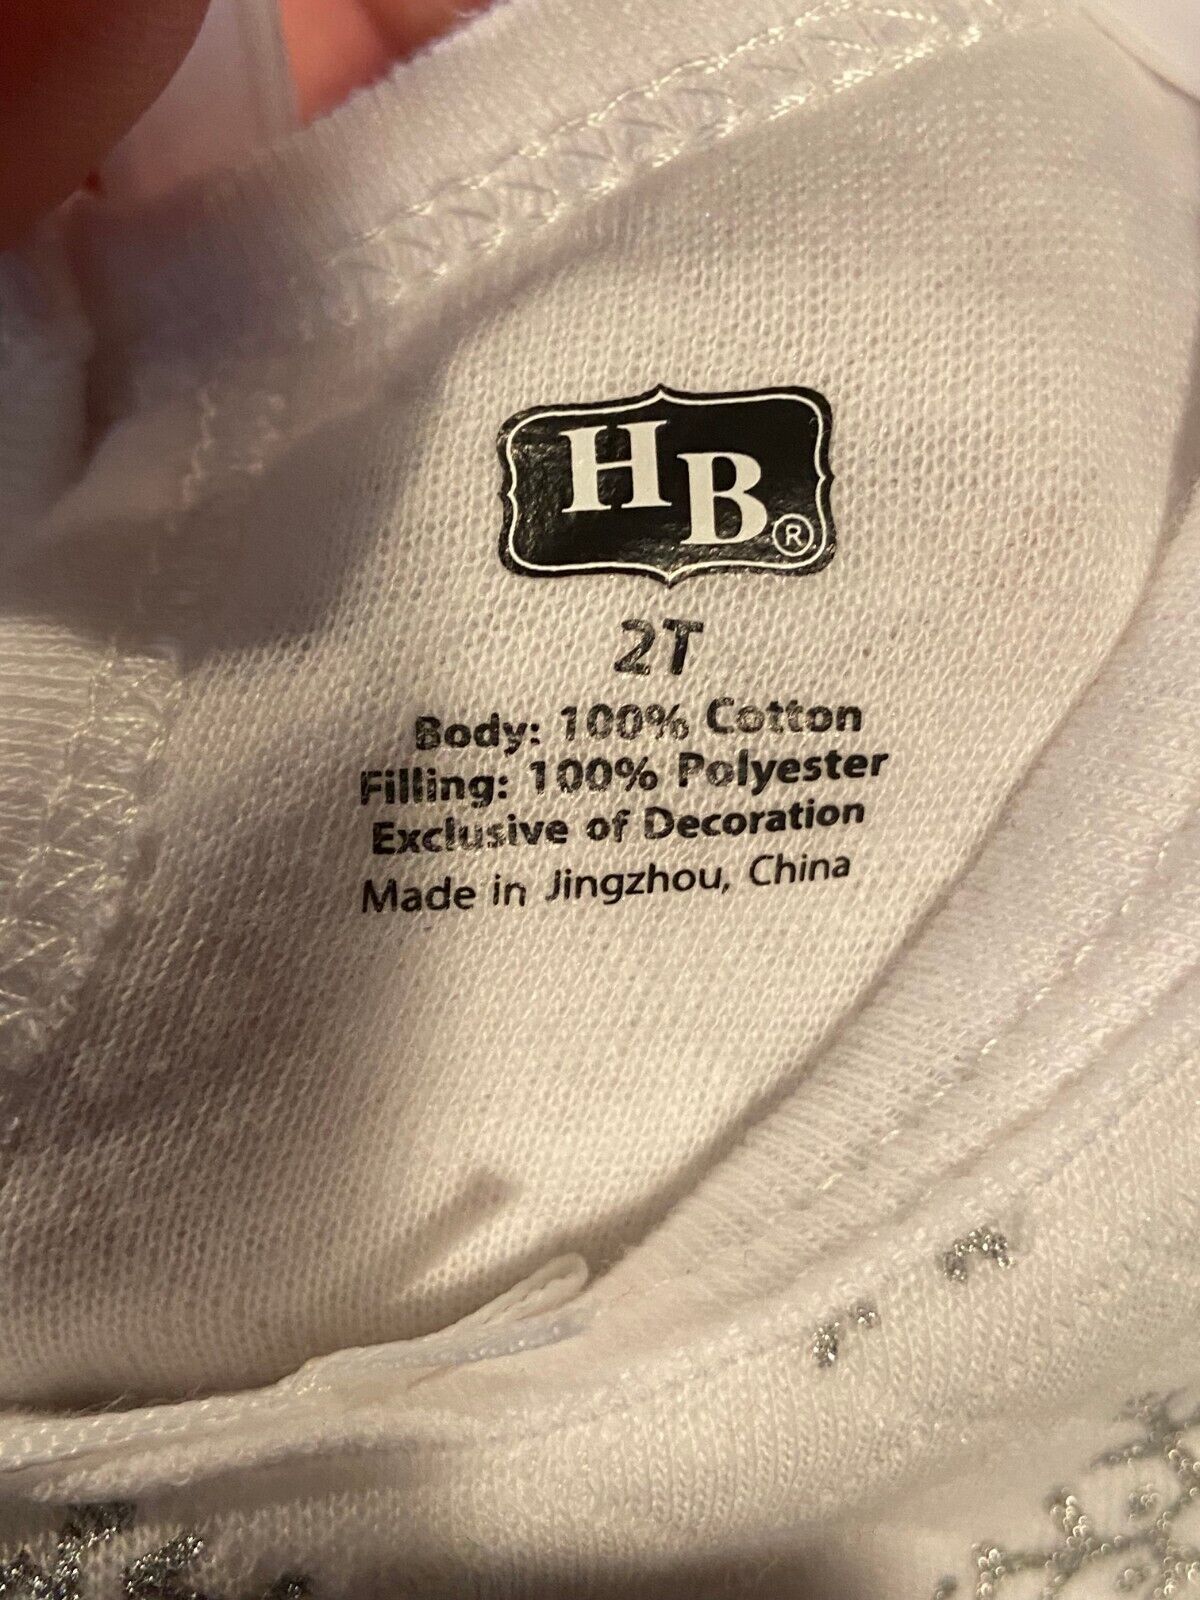 HB®
2T
Body: 100% Cotton
Filling: 100% Polyester
Exclusive of Decoration
Made in Jingzhou, China